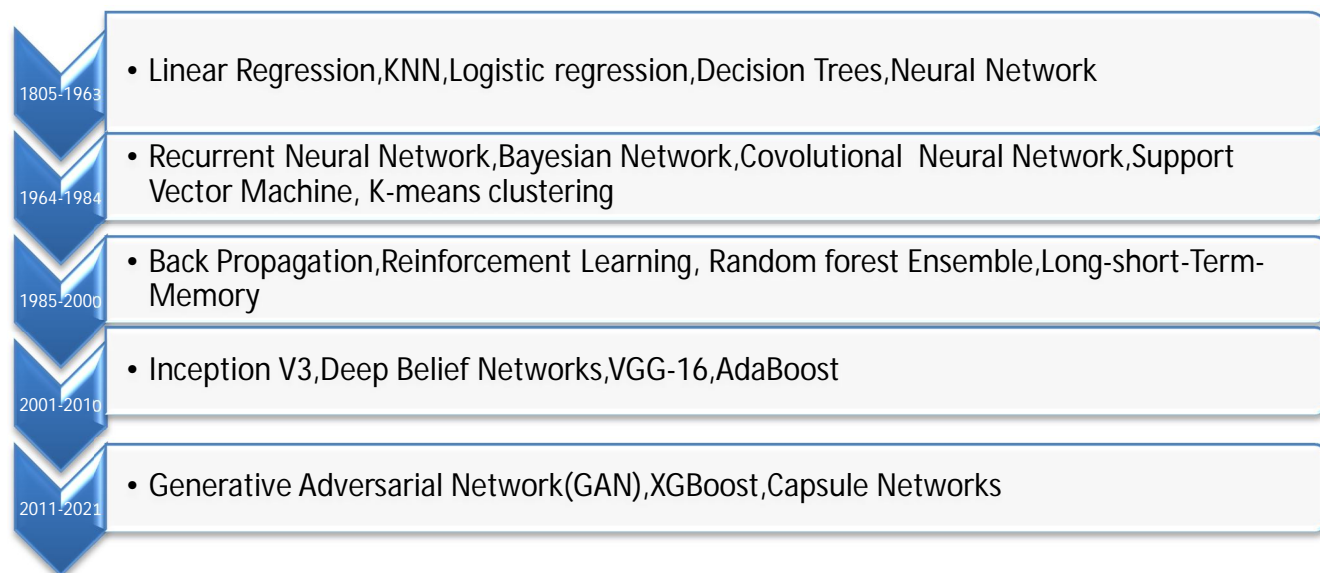 1805-1963
• Linear Regression,KNN,Logistic regression,Decision Trees,Neural Network
1964-1984
• Recurrent Neural Network,Bayesian Network,Covolutional Neural Network,Support
Vector Machine, K-means clustering
1985-2000
• Back Propagation,Reinforcement Learning, Random forest Ensemble,Long-short-Term-
Memory
2001-2010
• Inception V3,Deep Belief Networks,VGG-16,AdaBoost
2011-2021
• Generative Adversarial Network(GAN),XGBoost,Capsule Networks